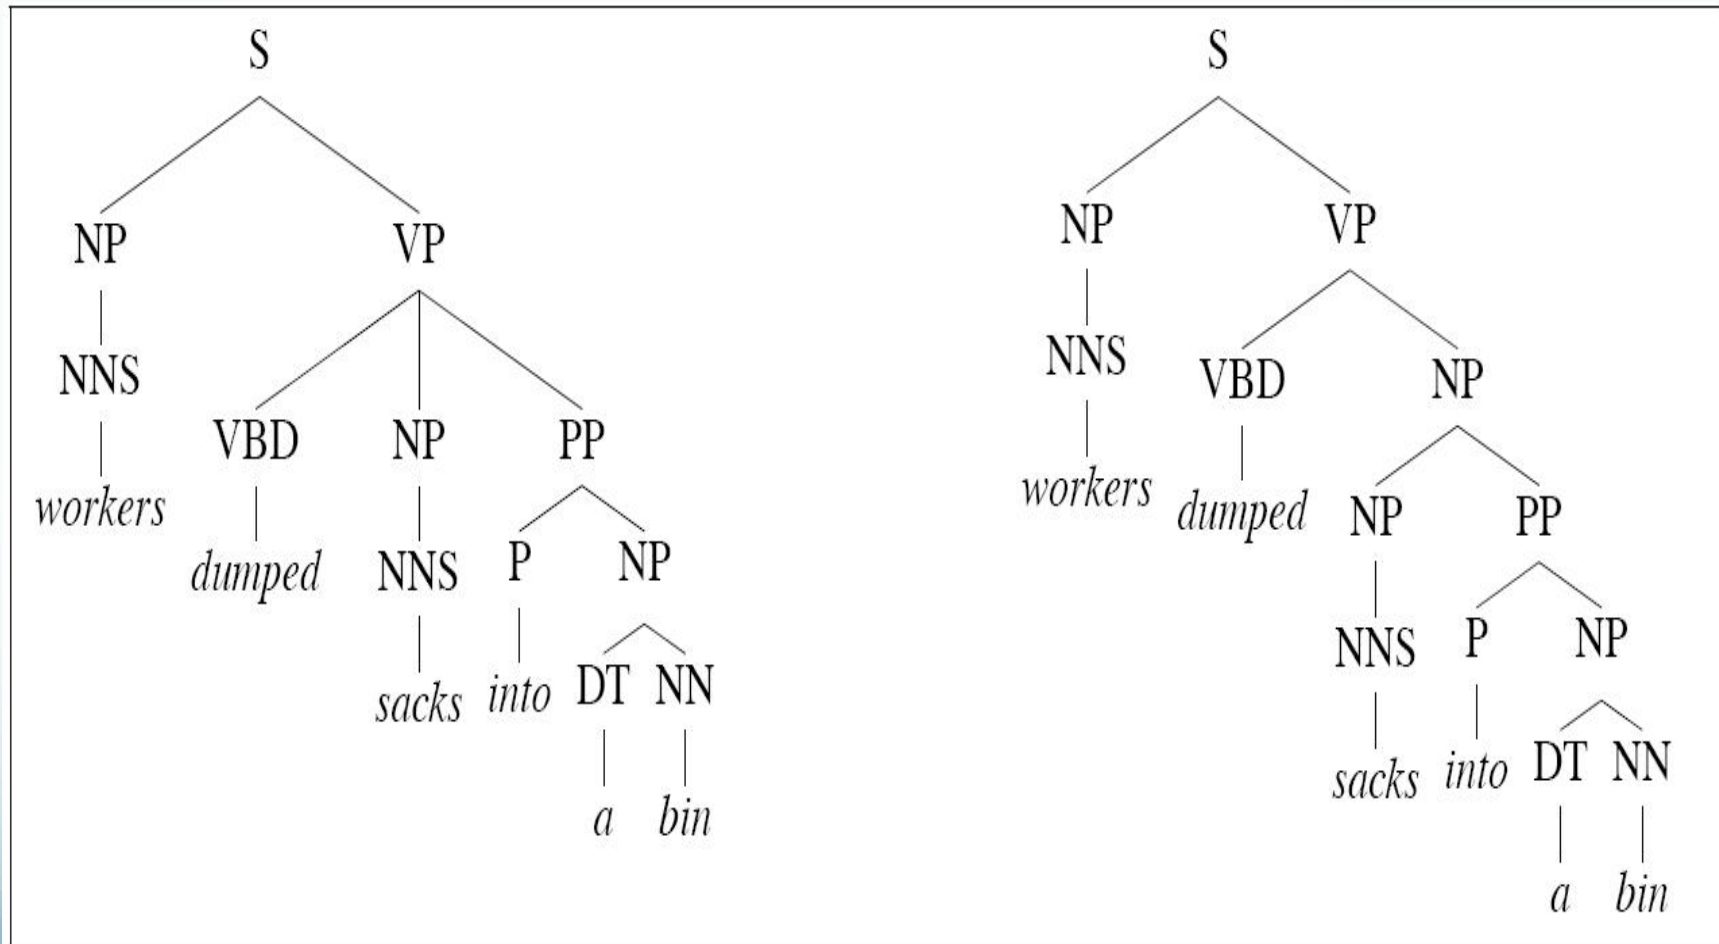 S
NP VP
NNS
VBD NP PP
workers
P NP
dumped NNS
DT NN
sacks into
a bin
S
NP VP
NNS
VBD NP
workers
dumped NP PP
NNS P NP
sacks into DT NN
a bin